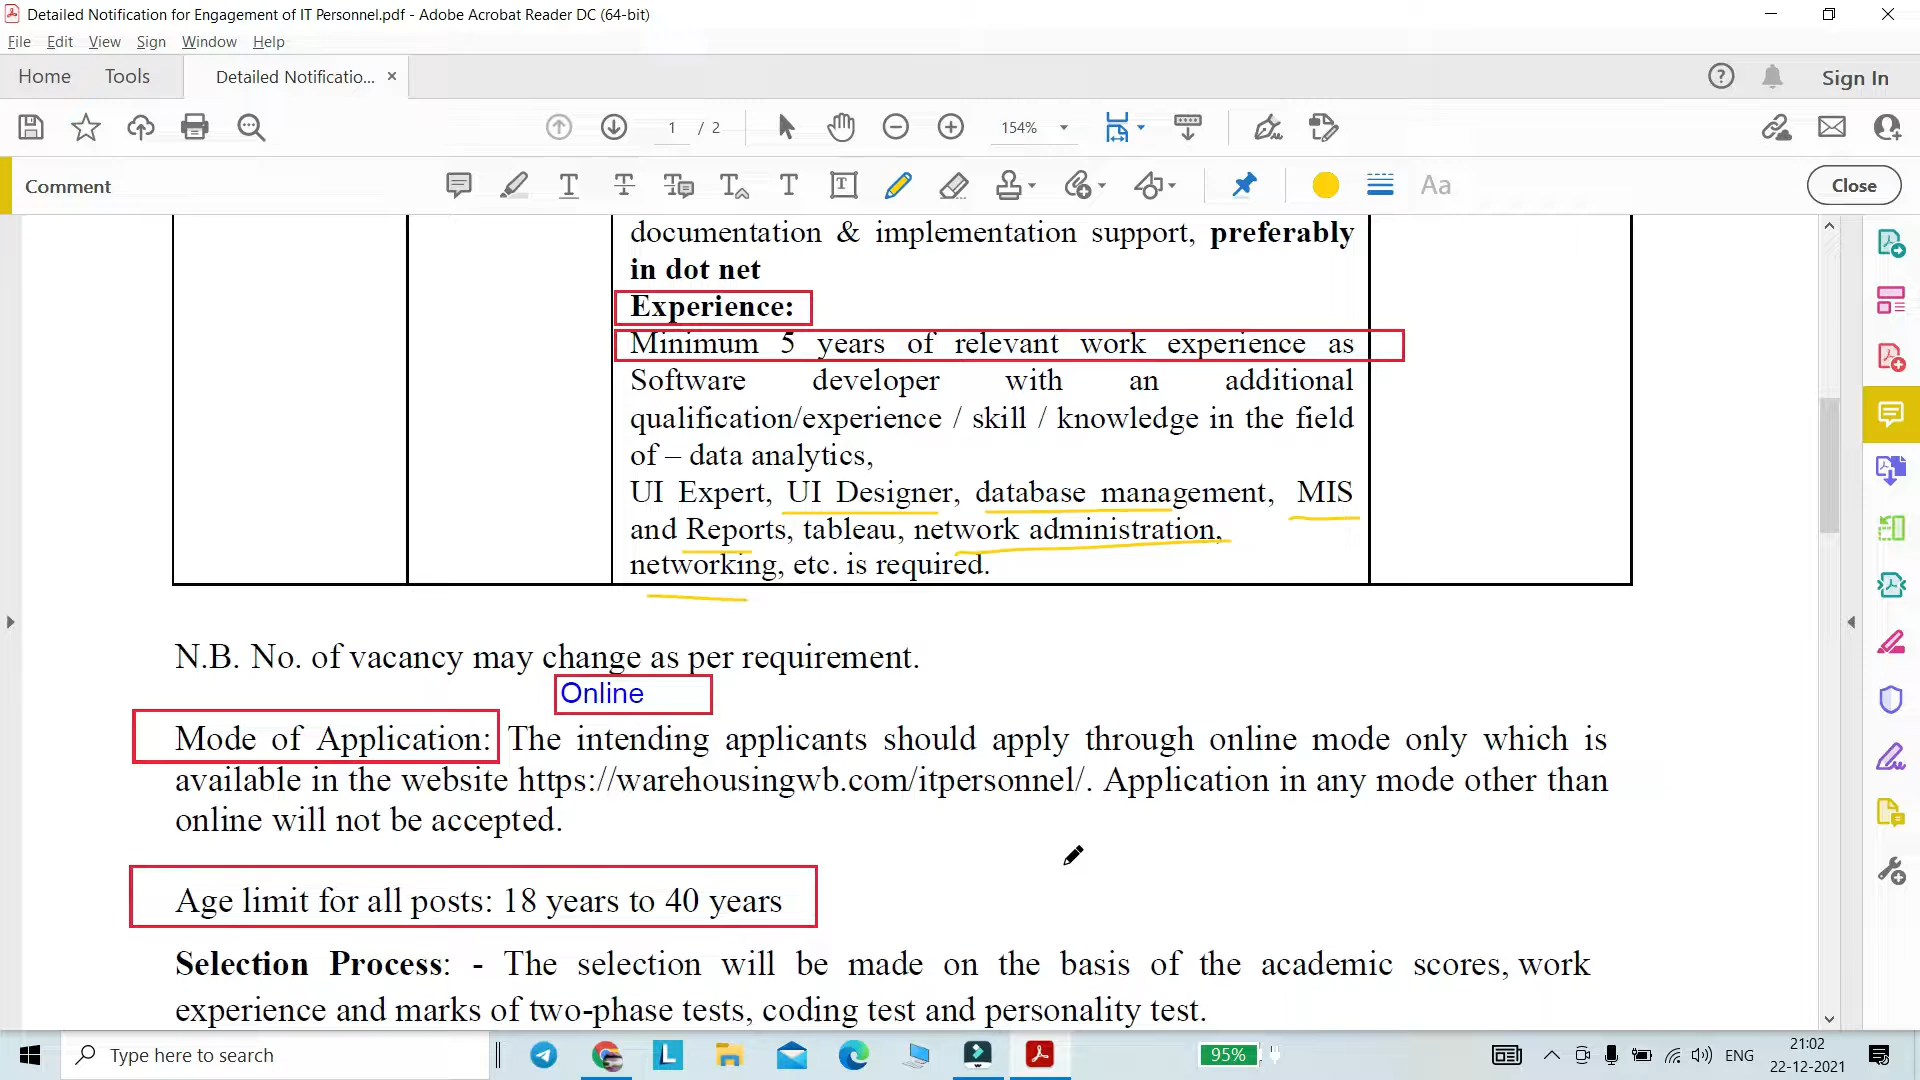 Detailed Notification for Engagement of IT Personnel.pdf - Adobe Acrobat Reader DC (64-bit)
File Edit View Sign Window Help
Home Tools Detailed Notificatio... × Sign In
1 / 2 154%
Comment Aa Close
documentation & implementation support, preferably
in dot net
Experience:
Minimum 5 years of relevant work experience as
Software developer with an additional
qualification/experience / skill / knowledge in the field
of – data analytics,
UI Expert, UI Designer, database management, MIS
and Reports, tableau, network administration,
networking, etc. is required.
N.B. No. of vacancy may change as per requirement.
Online
Mode of Application: The intending applicants should apply through online mode only which is
available in the website https://warehousingwb.com/itpersonnel/. Application in any mode other than
online will not be accepted.
Age limit for all posts: 18 years to 40 years
Selection Process: - The selection will be made on the basis of the academic scores, work
experience and marks of two-phase tests, coding test and personality test.
Type here to search L 95% ENG 21:02
22-12-2021